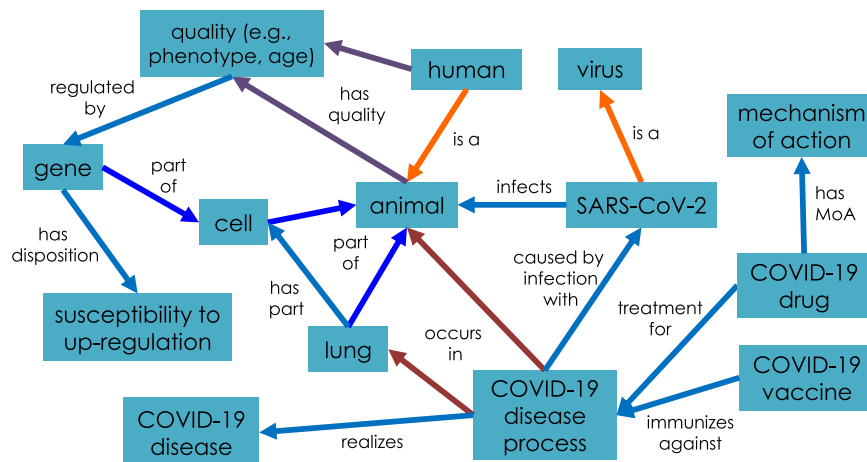 quality (e.g.,
phenotype, age)
human
virus
regulated
by
has
quality
is a
is a
mechanism
of action
gene
part
of
cell
animal
infects
SARS-CoV-2
has
MoA
has
disposition
part
of
caused by
infection
with
COVID-19
drug
susceptibility to
up-regulation
has
part
lung
occurs
in
treatment
for
COVID-19
disease
process
COVID-19
vaccine
COVID-19
disease
realizes
immunizes
against